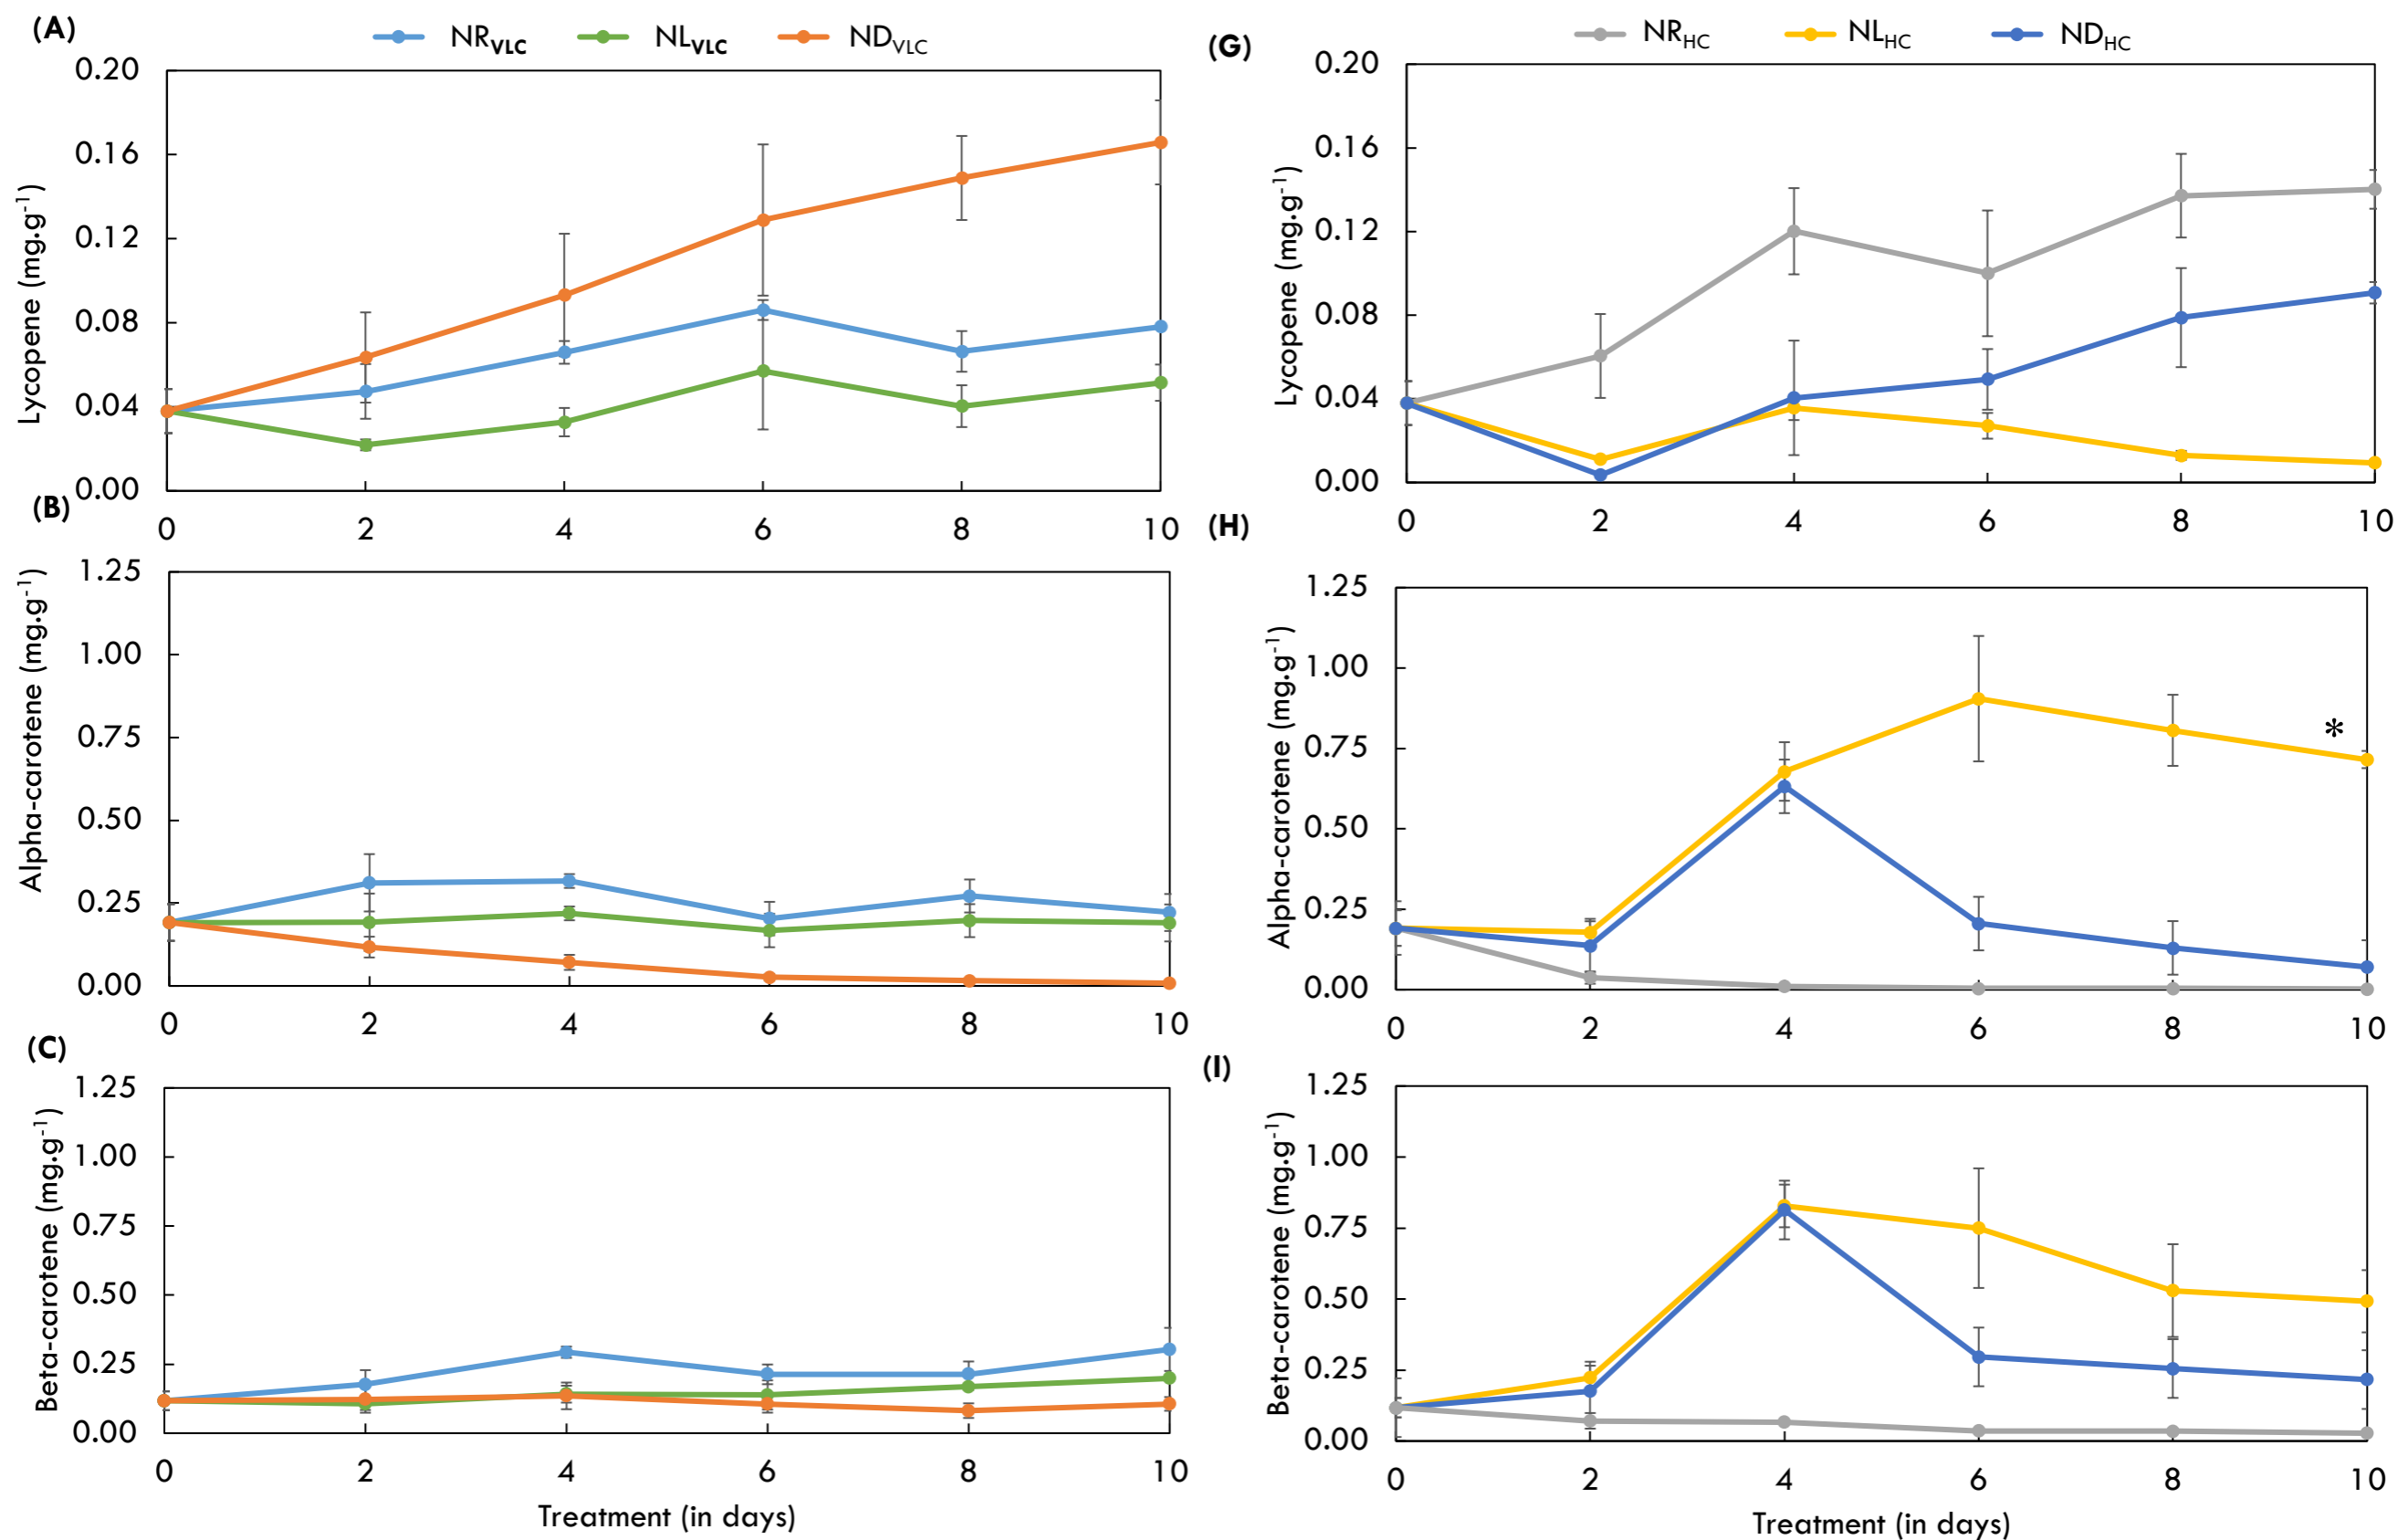 (A)
NR_VLC NL_VLC ND_VLC
0.20
0.16
0.12
0.08
0.04
0.00
Lycopene (mg.g⁻¹)
0 2 4 6 8 10
(B)
1.25
1.00
0.75
0.50
0.25
0.00
Alpha-carotene (mg.g⁻¹)
0 2 4 6 8 10
(C)
1.25
1.00
0.75
0.50
0.25
0.00
Beta-carotene (mg.g⁻¹)
0 2 4 6 8 10
Treatment (in days)
(G)
NR_HC NL_HC ND_HC
0.20
0.16
0.12
0.08
0.04
0.00
Lycopene (mg.g⁻¹)
0 2 4 6 8 10
(H)
1.25
1.00
0.75
0.50
0.25
0.00
Alpha-carotene (mg.g⁻¹)
*
0 2 4 6 8 10
(I)
1.25
1.00
0.75
0.50
0.25
0.00
Beta-carotene (mg.g⁻¹)
0 2 4 6 8 10
Treatment (in days)